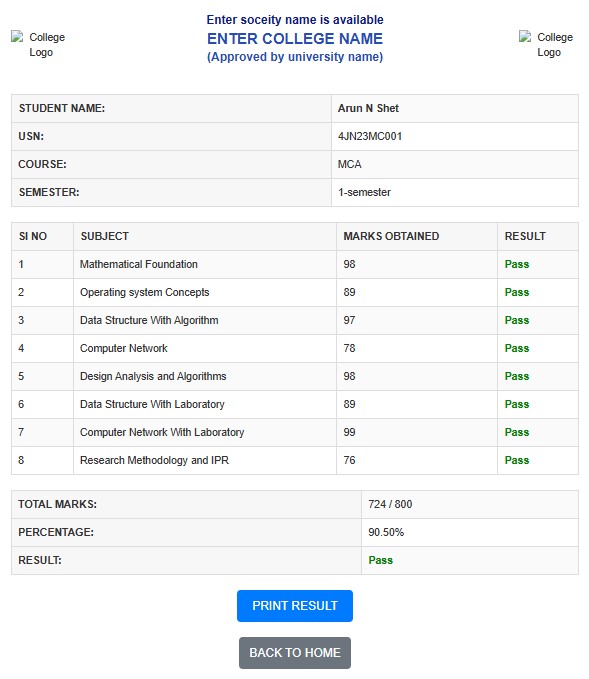 Enter soceity name is available
College Logo
ENTER COLLEGE NAME
College Logo
(Approved by university name)
STUDENT NAME: Arun N Shet
USN: 4JN23MC001
COURSE: MCA
SEMESTER: 1-semester
SI NO SUBJECT MARKS OBTAINED RESULT
1 Mathematical Foundation 98 Pass
2 Operating system Concepts 89 Pass
3 Data Structure With Algorithm 97 Pass
4 Computer Network 78 Pass
5 Design Analysis and Algorithms 98 Pass
6 Data Structure With Laboratory 89 Pass
7 Computer Network With Laboratory 99 Pass
8 Research Methodology and IPR 76 Pass
TOTAL MARKS: 724 / 800
PERCENTAGE: 90.50%
RESULT: Pass
PRINT RESULT
BACK TO HOME